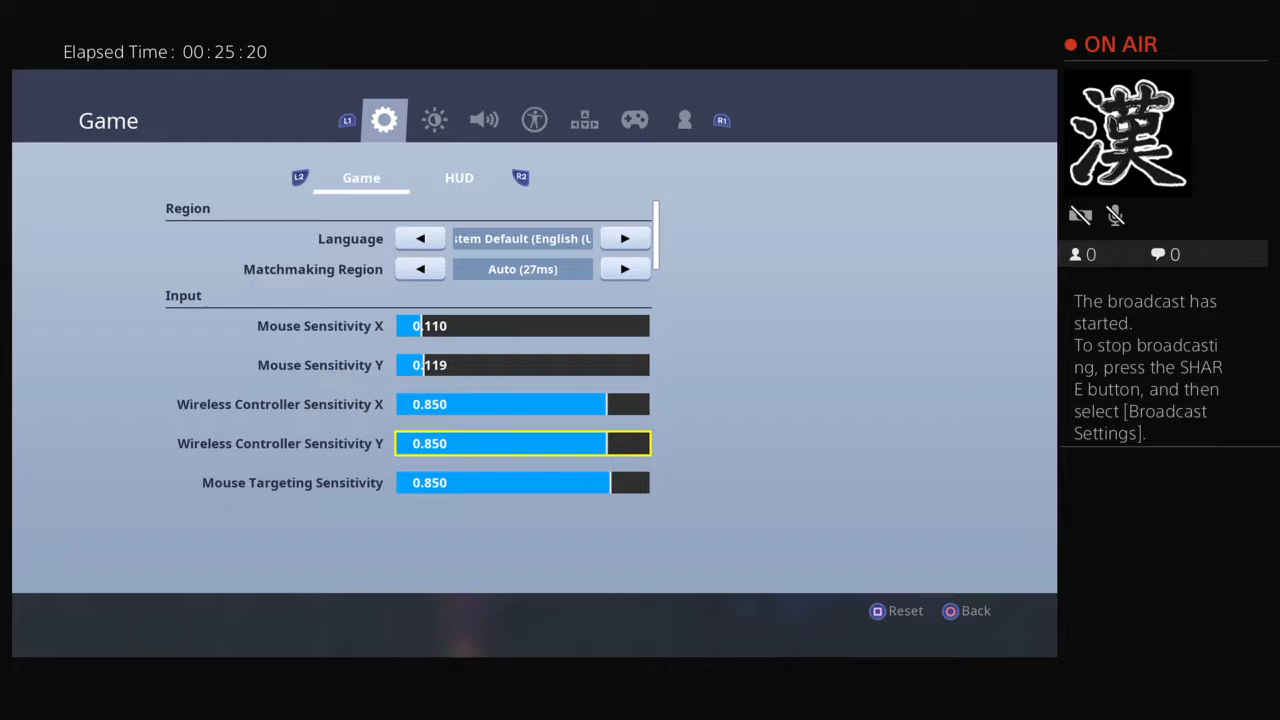 Elapsed Time: 00:25:20
ON AIR
Game
L1
R1
漢
L2
Game
HUD
R2
Region
Language
stem Default (English (U
Matchmaking Region
Auto (27ms)
Input
Mouse Sensitivity X
0.110
Mouse Sensitivity Y
0.119
Wireless Controller Sensitivity X
0.850
Wireless Controller Sensitivity Y
0.850
Mouse Targeting Sensitivity
0.850
Reset
Back
0
0
The broadcast has
started.
To stop broadcasti
ng, press the SHAR
E button, and then
select [Broadcast
Settings].